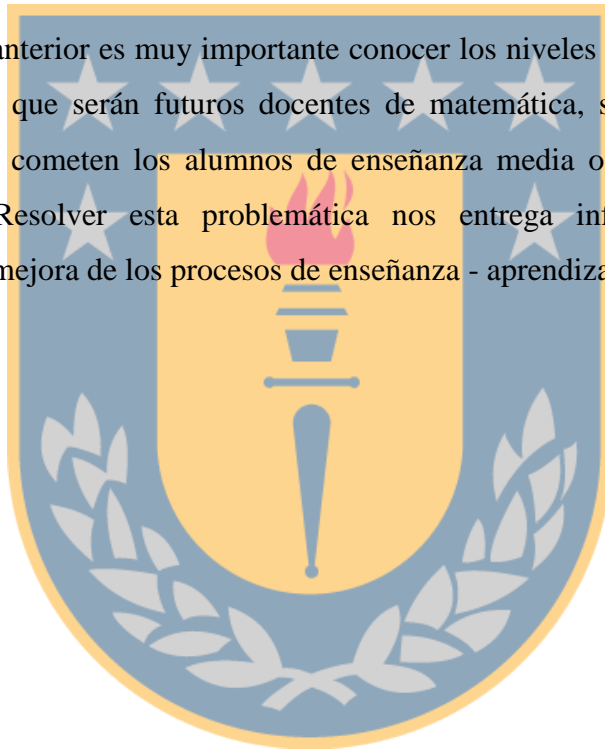 anterior es muy importante conocer los niveles
que serán futuros docentes de matemática, s
cometen los alumnos de enseñanza media o
Resolver esta problemática nos entrega in
mejora de los procesos de enseñanza - aprendiza